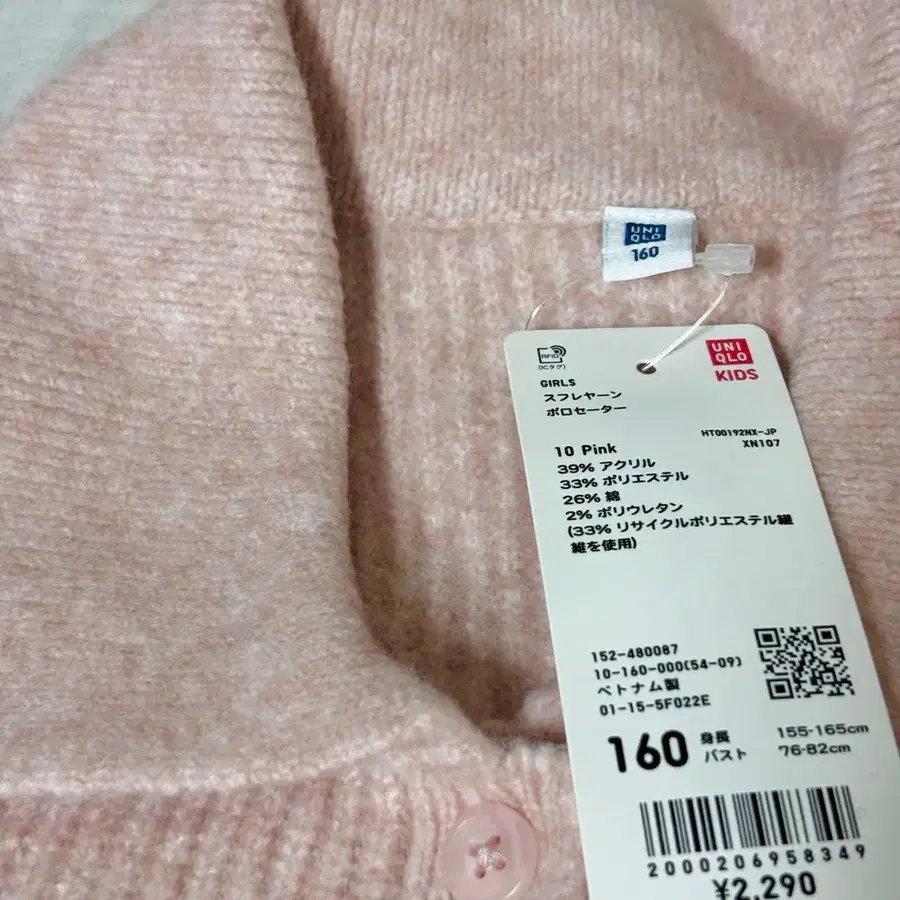 UNI
QLO
160
RFID
(ICタグ)
UNI
QLO
KIDS
GIRLS
スフレヤーン
ポロセーター
HT00192NX-JP
XN107
10 Pink
39% アクリル
33% ポリエステル
26% 綿
2% ポリウレタン
(33% リサイクルポリエステル繊
維を使用)
152-480087
10-160-000(54-09)
ベトナム製
01-15-5F022E
160 身長 155-165cm
バスト 76-82cm
2000206958349
¥2,290